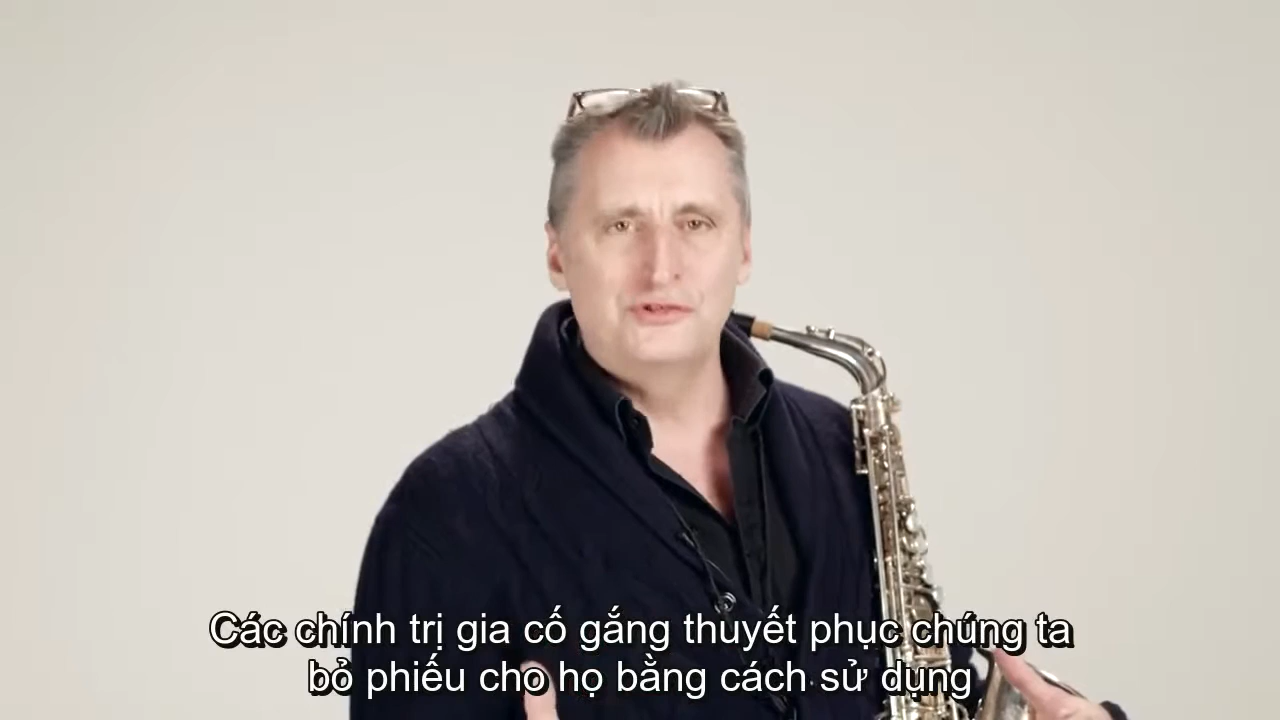 Các chính trị gia cố gắng thuyết phục chúng ta
bỏ phiếu cho họ bằng cách sử dụng